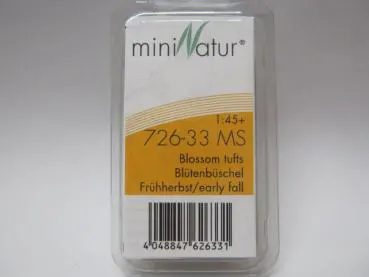 miniNatur®
1:45+
726-33 MS
Blossom tufts
Blütenbüschel
Frühherbst/early fall
4 048847 626331